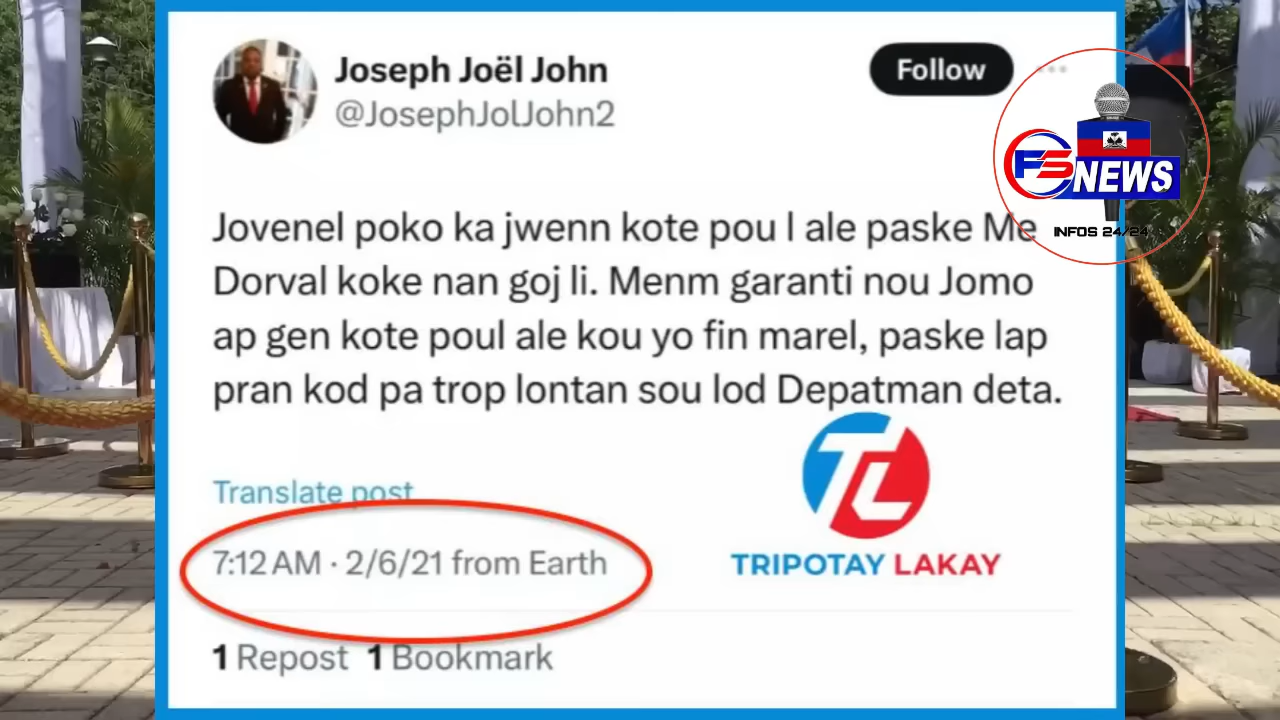 Joseph Joël John
@JosephJolJohn2
Follow
FS NEWS
INFOS 24/24
Jovenel poko ka jwenn kote pou l ale paske Me
Dorval koke nan goj li. Menm garanti nou Jomo
ap gen kote poul ale kou yo fin marel, paske lap
pran kod pa trop lontan sou lod Depatman deta.
Translate post
TL
TRIPOTAY LAKAY
7:12 AM · 2/6/21 from Earth
1 Repost 1 Bookmark